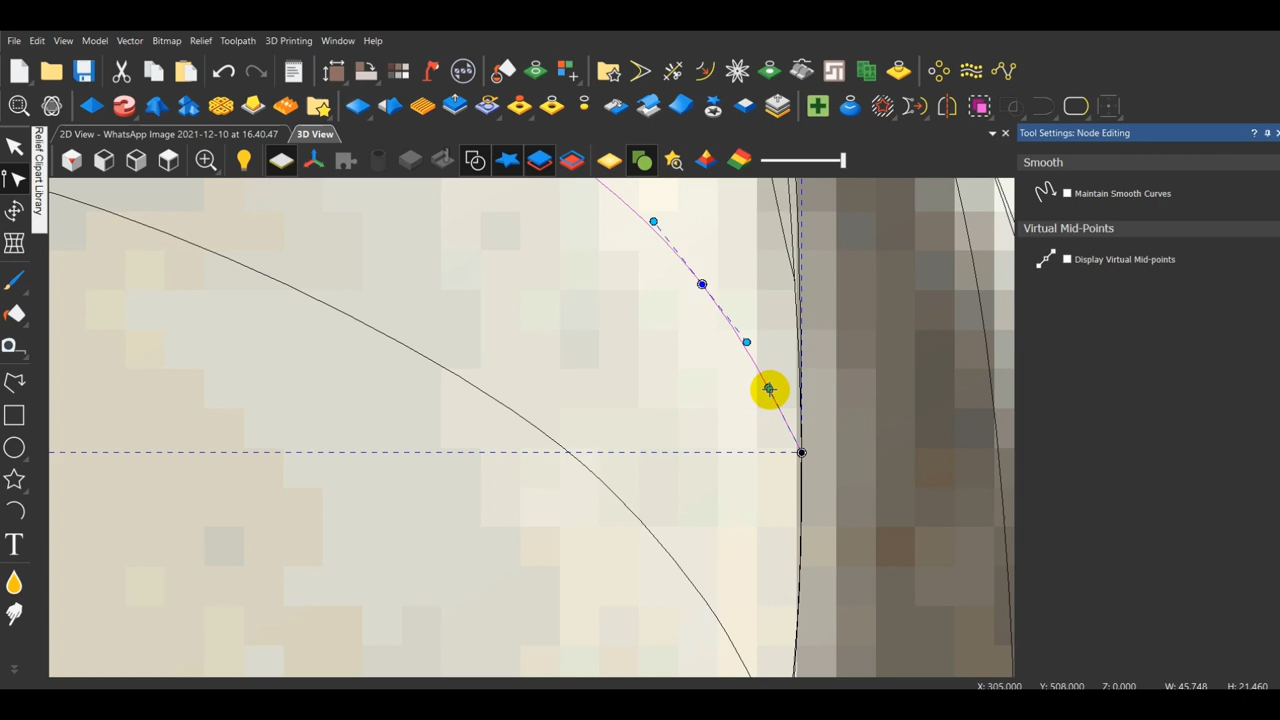 File Edit View Model Vector Bitmap Relief Toolpath 3D Printing Window Help
2D View - WhatsApp Image 2021-12-10 at 16.40.47 3D View
Relief Clipart Library
Tool Settings: Node Editing
Smooth
Maintain Smooth Curves
Virtual Mid-Points
Display Virtual Mid-points
T
X: 305.000 Y: 508.000 Z: 0.000 W: 45.748 H: 21.460